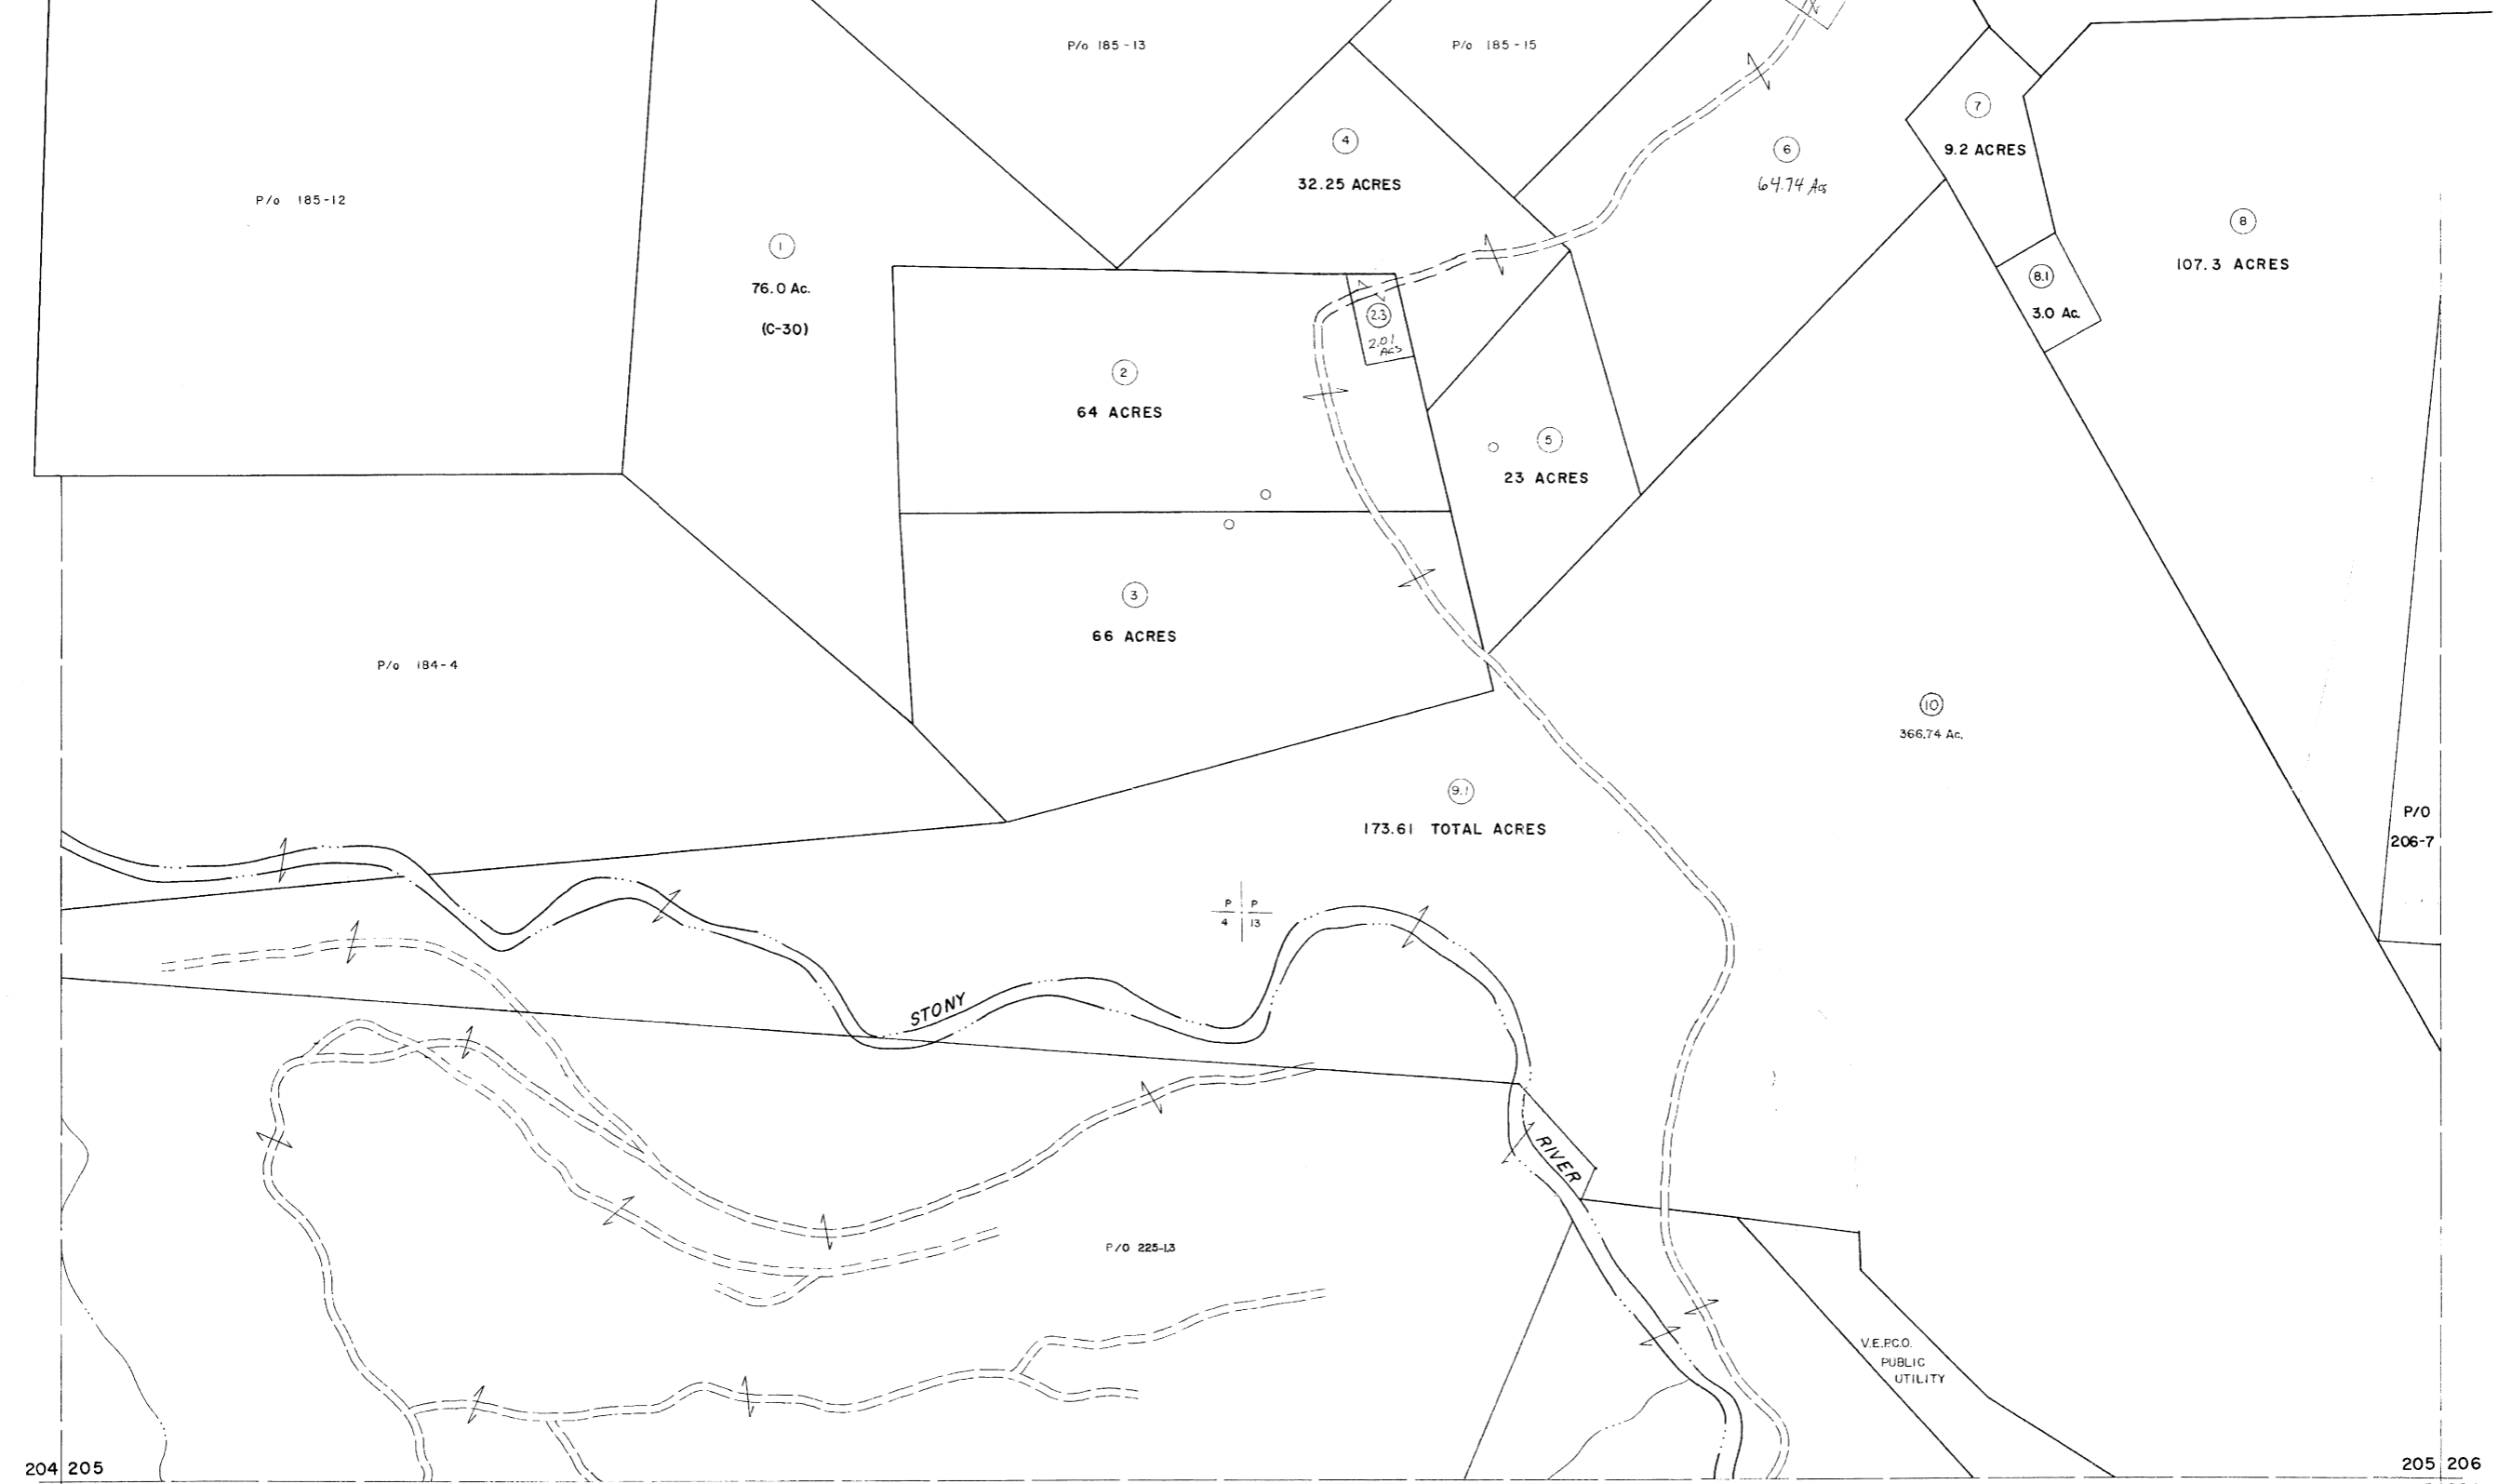 P/o 185-13
P/o 185-15
7
9.2 ACRES
4
32.25 ACRES
6
64.74 Acs
P/o 185-12
8
107.3 ACRES
1
76.0 Ac.
(C-30)
8.1
3.0 Ac.
2.3
2.01
Acs
2
64 ACRES
5
23 ACRES
3
66 ACRES
P/o 184-4
10
366.74 Ac.
9.1
173.61 TOTAL ACRES
P/O
206-7
P P
4 13
STONY
RIVER
P/O 225-1.3
V.E.P.C.O.
PUBLIC
UTILITY
204 205
205 206